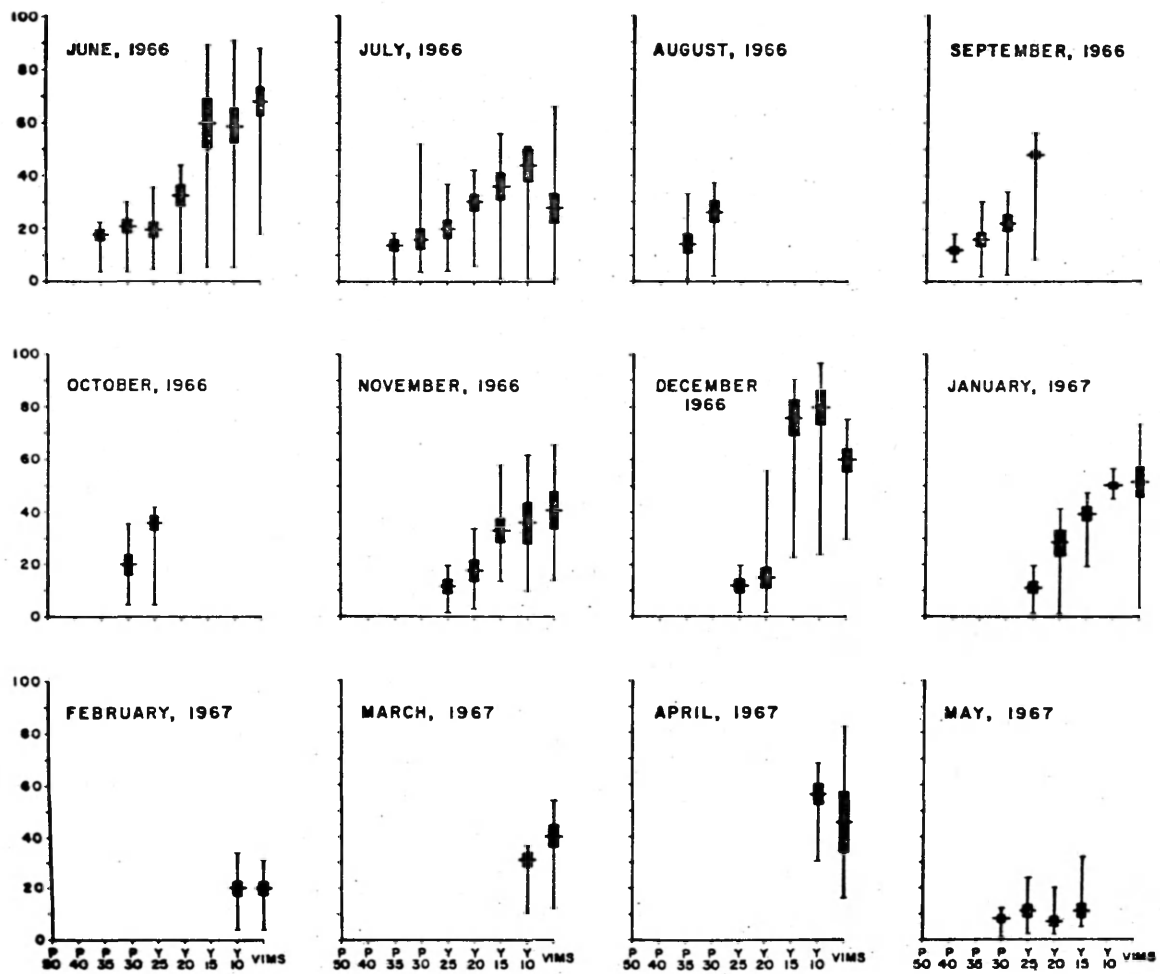 100
80
60
40
20
0
JUNE, 1966
JULY, 1966
AUGUST, 1966
SEPTEMBER, 1966
100
80
60
40
20
0
OCTOBER, 1966
NOVEMBER, 1966
DECEMBER
1966
JANUARY, 1967
100
80
60
40
20
0
FEBRUARY, 1967
MARCH, 1967
APRIL, 1967
MAY, 1967
P P P P Y Y Y Y VIMS
50 40 35 30 25 20 15 10
P P P P Y Y Y Y VIMS
50 40 35 30 25 20 15 10
P P P P Y Y Y Y VIMS
50 40 35 30 25 20 15 10
P P P P Y Y Y Y VIMS
50 40 35 30 25 20 15 10